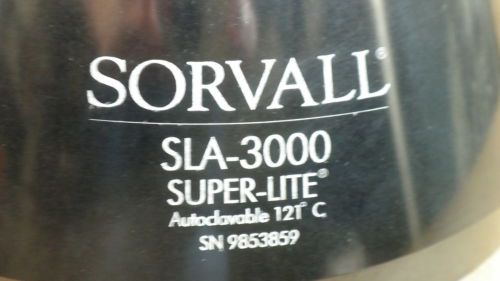 SORVALL®
SLA-3000
SUPER-LITE®
Autoclavable 121° C
SN 9853859